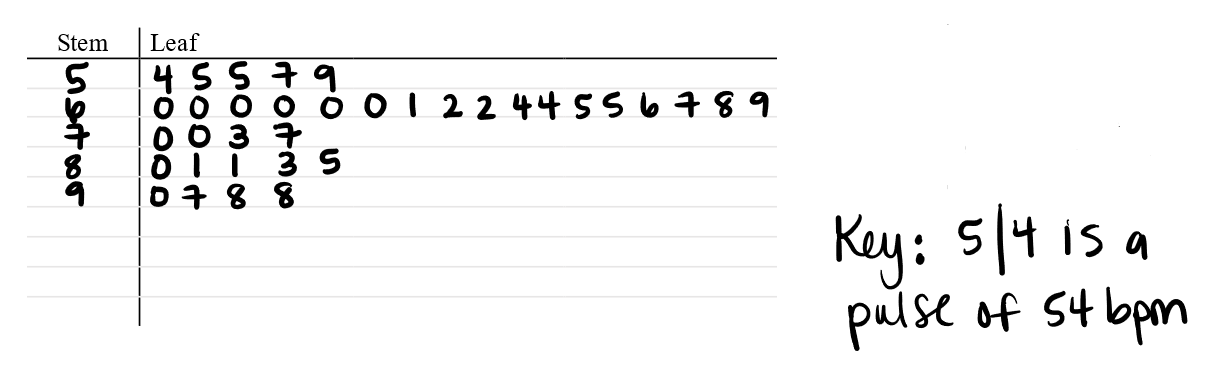 Stem Leaf
5 4 5 5 7 9
6 0 0 0 0 0 0 1 2 2 4 4 5 5 6 7 8 9
7 0 0 3 7
8 0 1 1 3 5
9 0 7 8 8
Key: 5|4 is a
pulse of 54 bpm